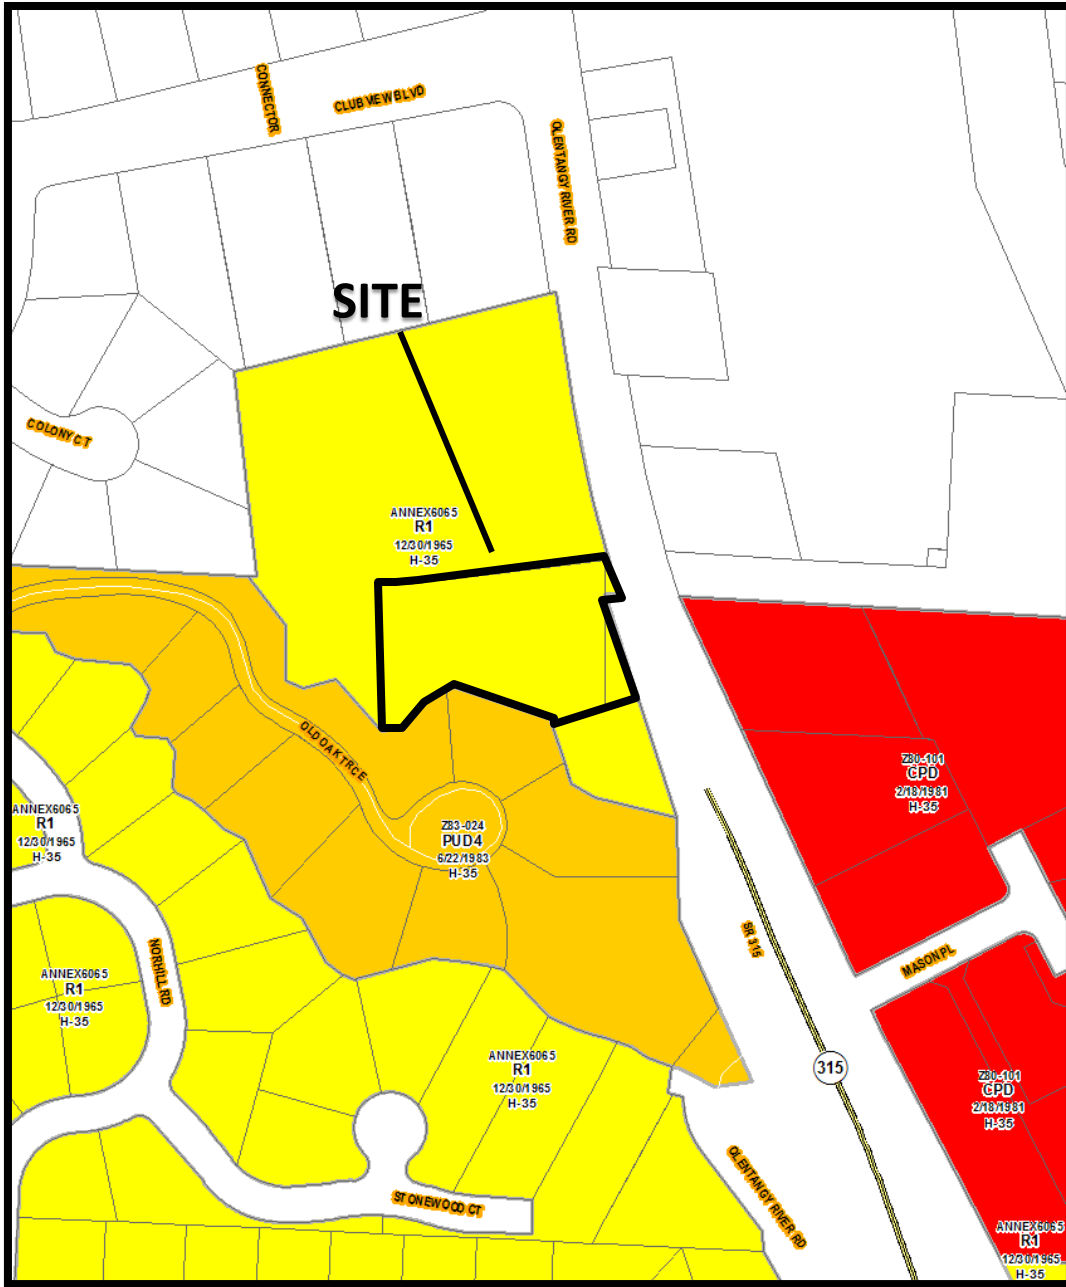 CONNECTOR
CLUB VIEW BLVD
OLENTANGY RIVER RD
SITE
COLONY CT
ANNEX6065
R1
12/30/1965
H-35
OLD OAK TRCE
Z80-101
CPD
2/18/1981
H-35
ANNEX6065
R1
12/30/1965
H-35
Z83-024
PUD4
6/22/1983
H-35
SR 315
MASON PL
NORHILL RD
ANNEX6065
R1
12/30/1965
H-35
ANNEX6065
R1
12/30/1965
H-35
315
Z80-101
CPD
2/18/1981
H-35
STONEWOOD CT
OLENTANGY RIVER RD
ANNEX6065
R1
12/30/1965
H-35